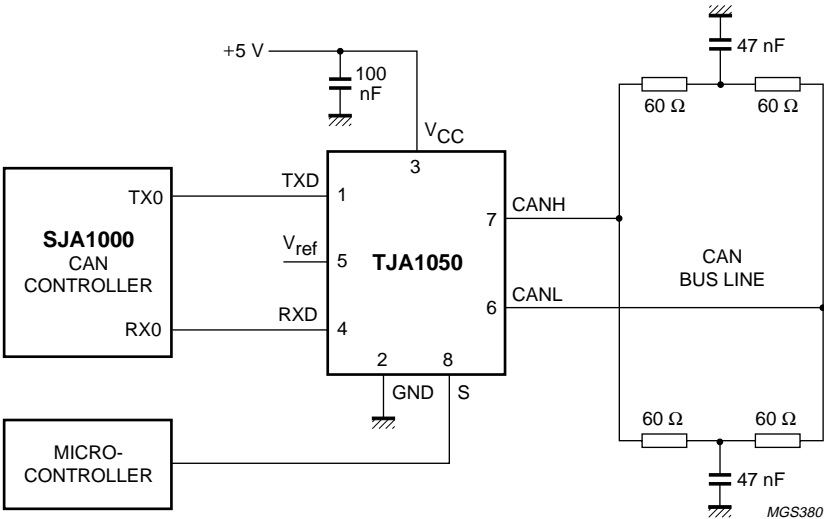 47 nF
+5 V
100
nF
60 Ω
60 Ω
VCC
3
TX0
TXD
1
SJA1000
CAN
CONTROLLER
Vref
5
TJA1050
7
CANH
CAN
BUS LINE
6
CANL
RX0
RXD
4
2
8
GND
S
60 Ω
60 Ω
MICRO-
CONTROLLER
47 nF
MGS380